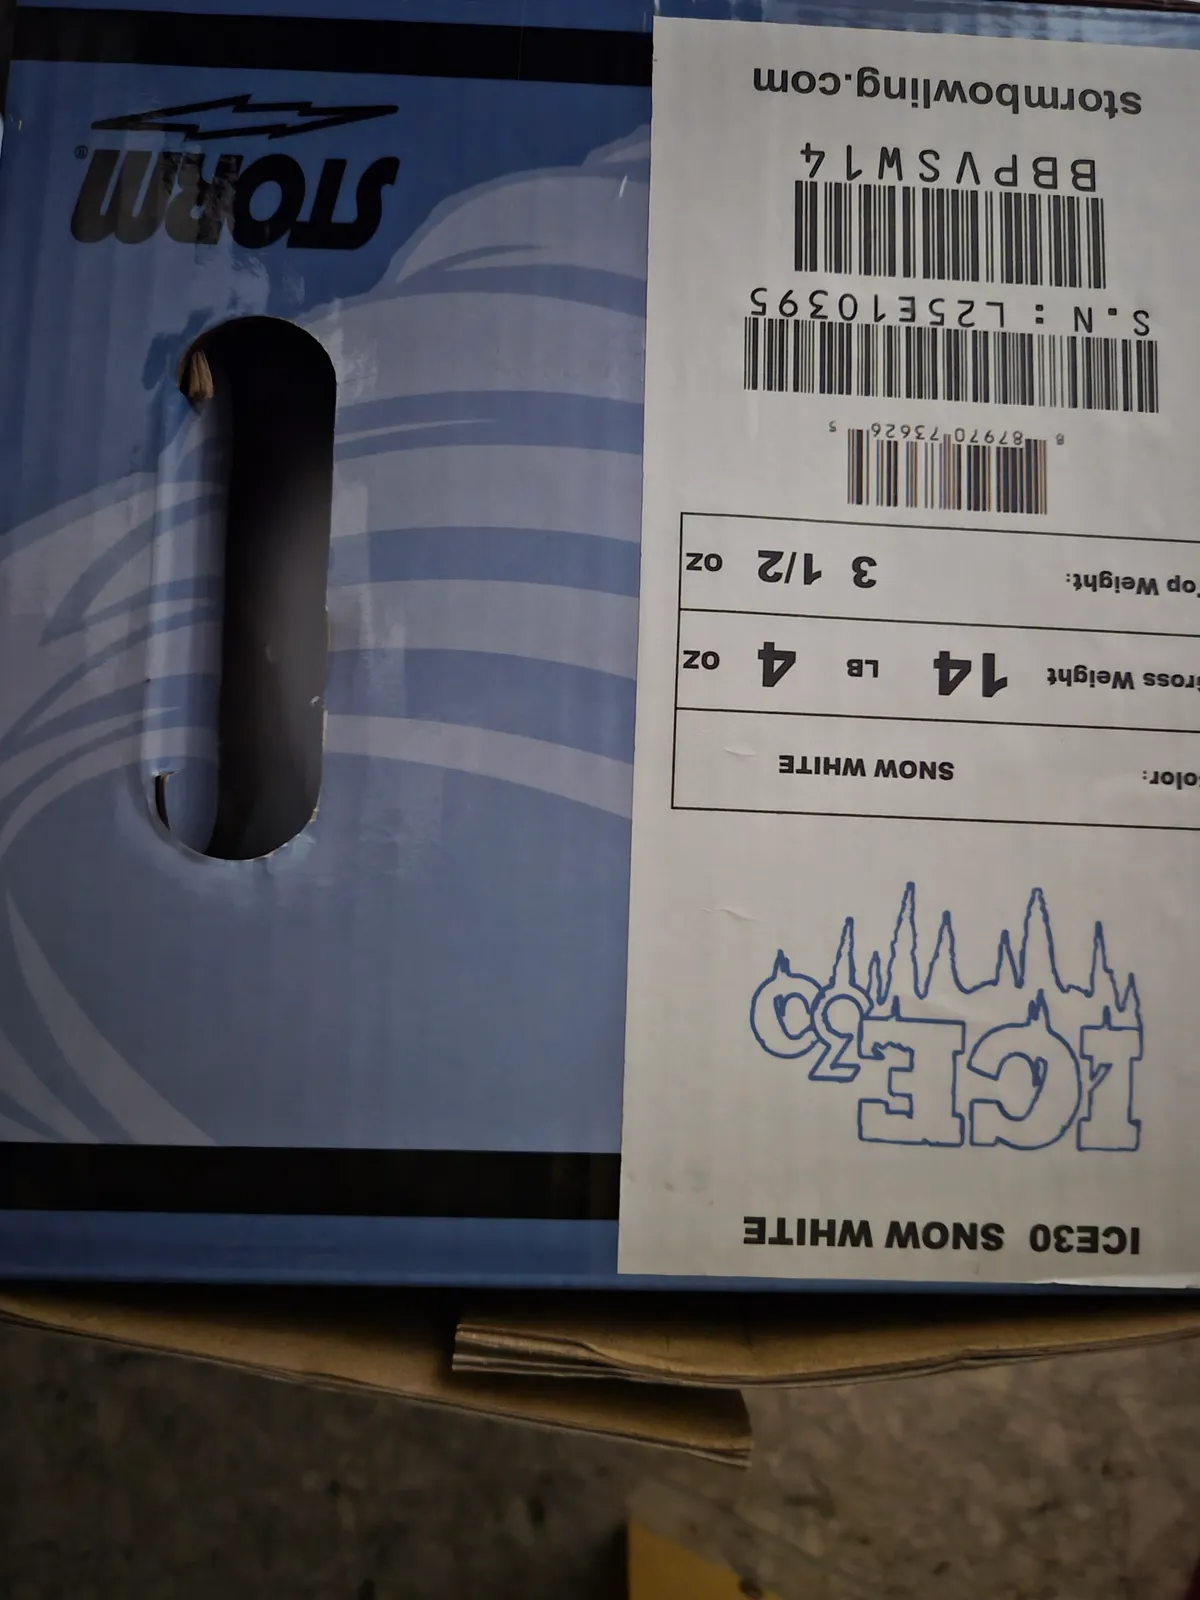 STORM®
stormbowling.com
BBPVSW14
S.N: L25E10395
8 87970 73626 5
Top Weight: 3 1/2 OZ
Gross Weight 14 LB 4 OZ
Color: SNOW WHITE
ICE30
ICE30 SNOW WHITE